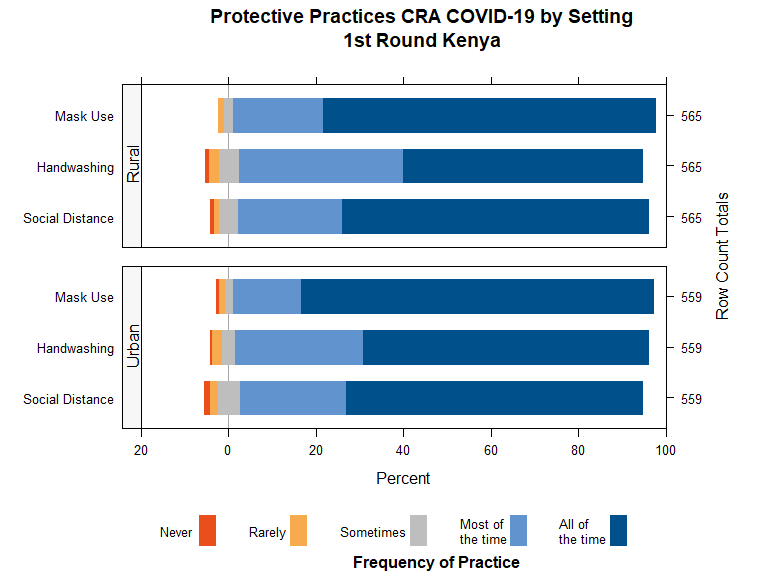 Protective Practices CRA COVID-19 by Setting
1st Round Kenya
Rural
Mask Use 565
Handwashing 565
Social Distance 565
Urban
Mask Use 559
Handwashing 559
Social Distance 559
Row Count Totals
20 0 20 40 60 80 100
Percent
Never Rarely Sometimes Most of the time All of the time
Frequency of Practice